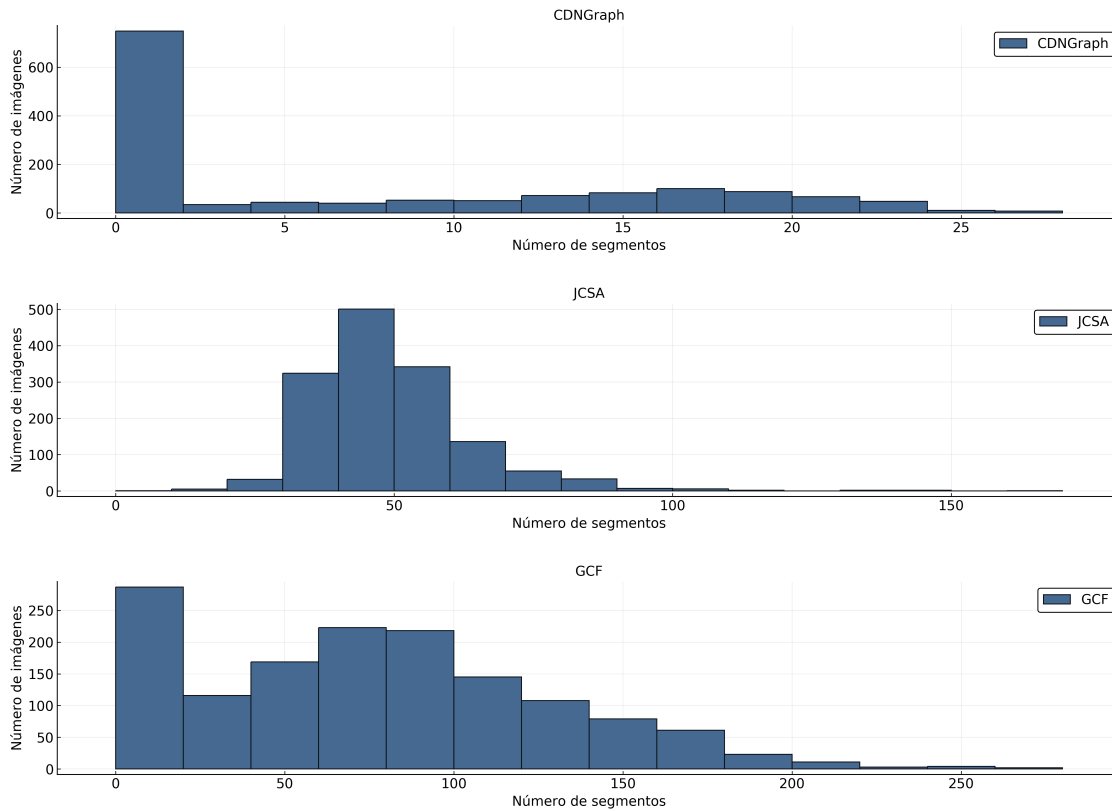 CDNGraph
CDNGraph
Número de imágenes
600
400
200
0
0 5 10 15 20 25
Número de segmentos
JCSA
JCSA
Número de imágenes
500
400
300
200
100
0
0 50 100 150
Número de segmentos
GCF
GCF
Número de imágenes
250
200
150
100
50
0
0 50 100 150 200 250
Número de segmentos